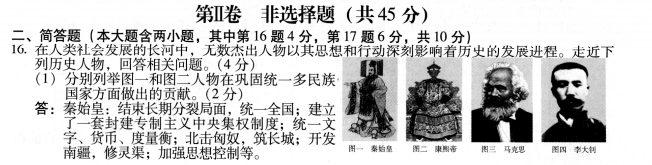 第Ⅱ卷 非选择题(共45分)
二、简答题(本大题含两小题,其中第16题4分,第17题6分,共10分)
16. 在人类社会发展的长河中,无数杰出人物以其思想和行动深刻影响着历史的发展进程。走近下
列历史人物,回答相关问题。(4分)
(1)分别列举图一和图二人物在巩固统一多民族
国家方面做出的贡献。(2分)
答:秦始皇:结束长期分裂局面,统一全国;建立
了一套封建专制主义中央集权制度;统一文
字、货币、度量衡;北击匈奴,筑长城;开发
南疆,修灵渠;加强思想控制等。
图一 秦始皇 图二 康熙帝 图三 马克思 图四 李大钊